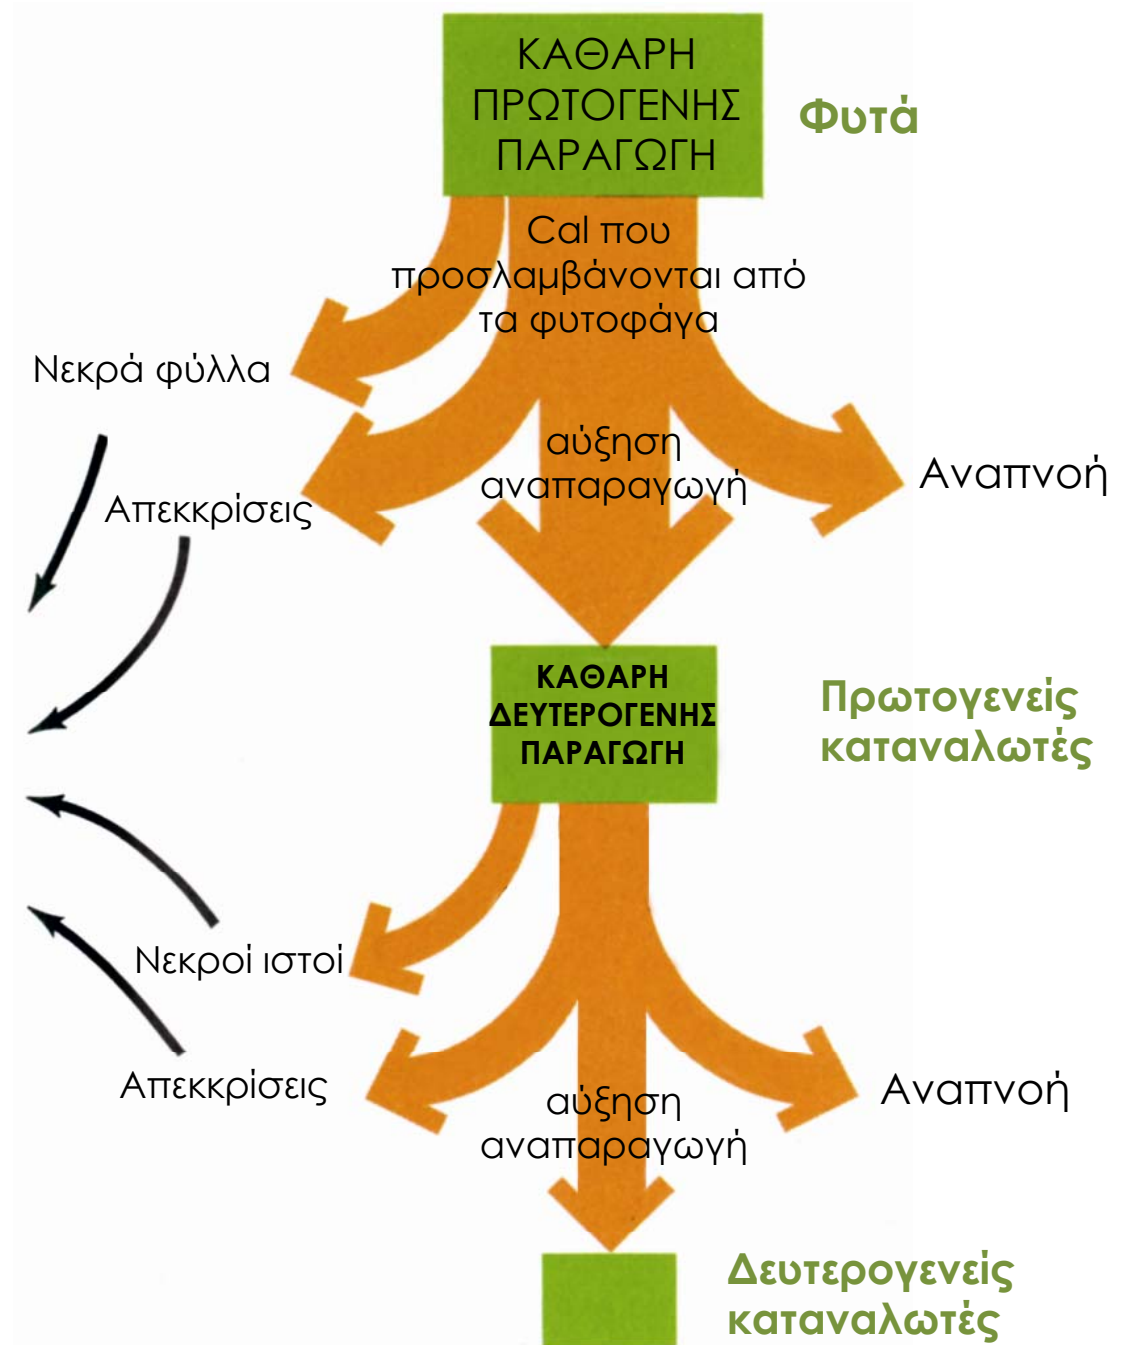 ΚΑΘΑΡΗ
ΠΡΩΤΟΓΕΝΗΣ
ΠΑΡΑΓΩΓΗ
Φυτά
Cal που
προσλαμβάνονται από
τα φυτοφάγα
Νεκρά φύλλα
αύξηση
αναπαραγωγή
Αναπνοή
Απεκκρίσεις
ΚΑΘΑΡΗ
ΔΕΥΤΕΡΟΓΕΝΗΣ
ΠΑΡΑΓΩΓΗ
Πρωτογενείς
καταναλωτές
Νεκροί ιστοί
Απεκκρίσεις
αύξηση
αναπαραγωγή
Αναπνοή
Δευτερογενείς
καταναλωτές